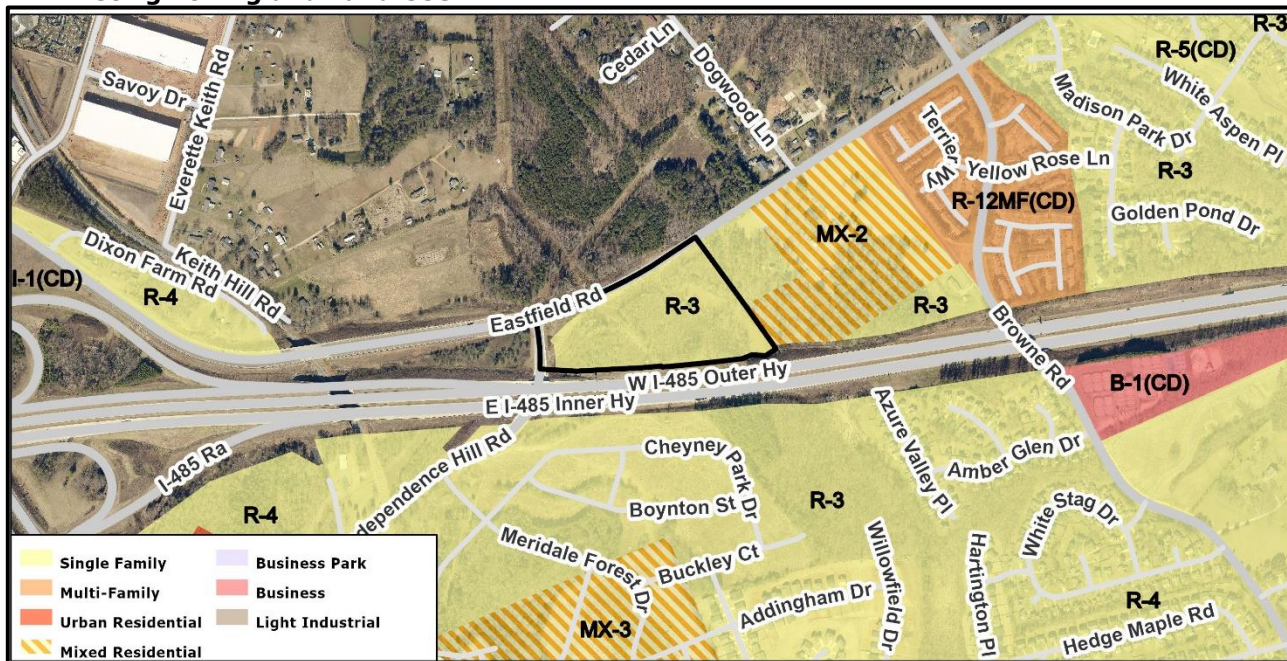 R-3
R-5(CD)
Cedar Ln
Dogwood Ln
Savoy Dr
Everette Keith Rd
White Aspen Pl
Madison Park Dr
Terrier Wy
Yellow Rose Ln
R-3
R-12MF(CD)
Golden Pond Dr
MX-2
Dixon Farm Rd
Keith Hill Rd
I-1(CD)
R-4
Eastfield Rd
R-3
R-3
Browne Rd
W I-485 Outer Hy
E I-485 Inner Hy
B-1(CD)
I-485 Ra
dependence Hill Rd
Cheyney Park Dr
Azure Valley Pl
Amber Glen Dr
R-4
Boynton St
R-3
White Stag Dr
Meridale Forest Dr
Buckley Ct
Willowfield Dr
Hartington Pl
Addingham Dr
MX-3
R-4
Hedge Maple Rd
Single Family
Multi-Family
Urban Residential
Mixed Residential
Business Park
Business
Light Industrial